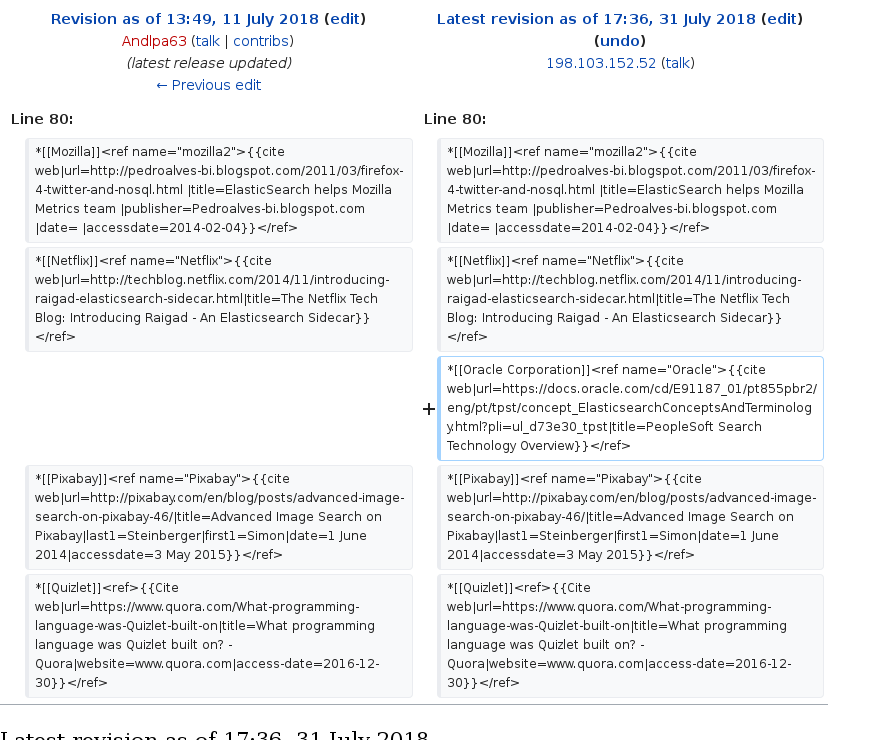 Revision as of 13:49, 11 July 2018 (edit)
Andlpa63 (talk | contribs)
(latest release updated)
← Previous edit
Latest revision as of 17:36, 31 July 2018 (edit)
(undo)
198.103.152.52 (talk)
Line 80:
Line 80:
*[[Mozilla]]<ref name="mozilla2">{{cite
web|url=http://pedroalves-bi.blogspot.com/2011/03/firefox-
4-twitter-and-nosql.html |title=ElasticSearch helps Mozilla
Metrics team |publisher=Pedroalves-bi.blogspot.com
|date= |accessdate=2014-02-04}}</ref>
*[[Mozilla]]<ref name="mozilla2">{{cite
web|url=http://pedroalves-bi.blogspot.com/2011/03/firefox-
4-twitter-and-nosql.html |title=ElasticSearch helps Mozilla
Metrics team |publisher=Pedroalves-bi.blogspot.com
|date= |accessdate=2014-02-04}}</ref>
*[[Netflix]]<ref name="Netflix">{{cite
web|url=http://techblog.netflix.com/2014/11/introducing-
raigad-elasticsearch-sidecar.html|title=The Netflix Tech
Blog: Introducing Raigad - An Elasticsearch Sidecar}}
</ref>
*[[Netflix]]<ref name="Netflix">{{cite
web|url=http://techblog.netflix.com/2014/11/introducing-
raigad-elasticsearch-sidecar.html|title=The Netflix Tech
Blog: Introducing Raigad - An Elasticsearch Sidecar}}
</ref>
+
*[[Oracle Corporation]]<ref name="Oracle">{{cite
web|url=https://docs.oracle.com/cd/E91187_01/pt855pbr2/
eng/pt/tpst/concept_ElasticsearchConceptsAndTerminolog
y.html?pli=ul_d73e30_tpst|title=PeopleSoft Search
Technology Overview}}</ref>
*[[Pixabay]]<ref name="Pixabay">{{cite
web|url=http://pixabay.com/en/blog/posts/advanced-image-
search-on-pixabay-46/|title=Advanced Image Search on
Pixabay|last1=Steinberger|first1=Simon|date=1 June
2014|accessdate=3 May 2015}}</ref>
*[[Pixabay]]<ref name="Pixabay">{{cite
web|url=http://pixabay.com/en/blog/posts/advanced-image-
search-on-pixabay-46/|title=Advanced Image Search on
Pixabay|last1=Steinberger|first1=Simon|date=1 June
2014|accessdate=3 May 2015}}</ref>
*[[Quizlet]]<ref>{{Cite
web|url=https://www.quora.com/What-programming-
language-was-Quizlet-built-on|title=What programming
language was Quizlet built on? -
Quora|website=www.quora.com|access-date=2016-12-
30}}</ref>
*[[Quizlet]]<ref>{{Cite
web|url=https://www.quora.com/What-programming-
language-was-Quizlet-built-on|title=What programming
language was Quizlet built on? -
Quora|website=www.quora.com|access-date=2016-12-
30}}</ref>
Latest revision as of 17:36, 31 July 2018